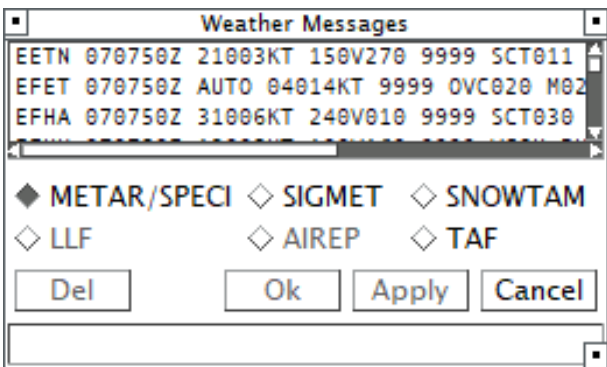 Weather Messages
EETN 070750Z 21003KT 150V270 9999 SCT011
EFET 070750Z AUTO 04014KT 9999 OVC020 M02
EFHA 070750Z 31006KT 240V010 9999 SCT030
METAR/SPECI SIGMET SNOWTAM
LLF AIREP TAF
Del Ok Apply Cancel